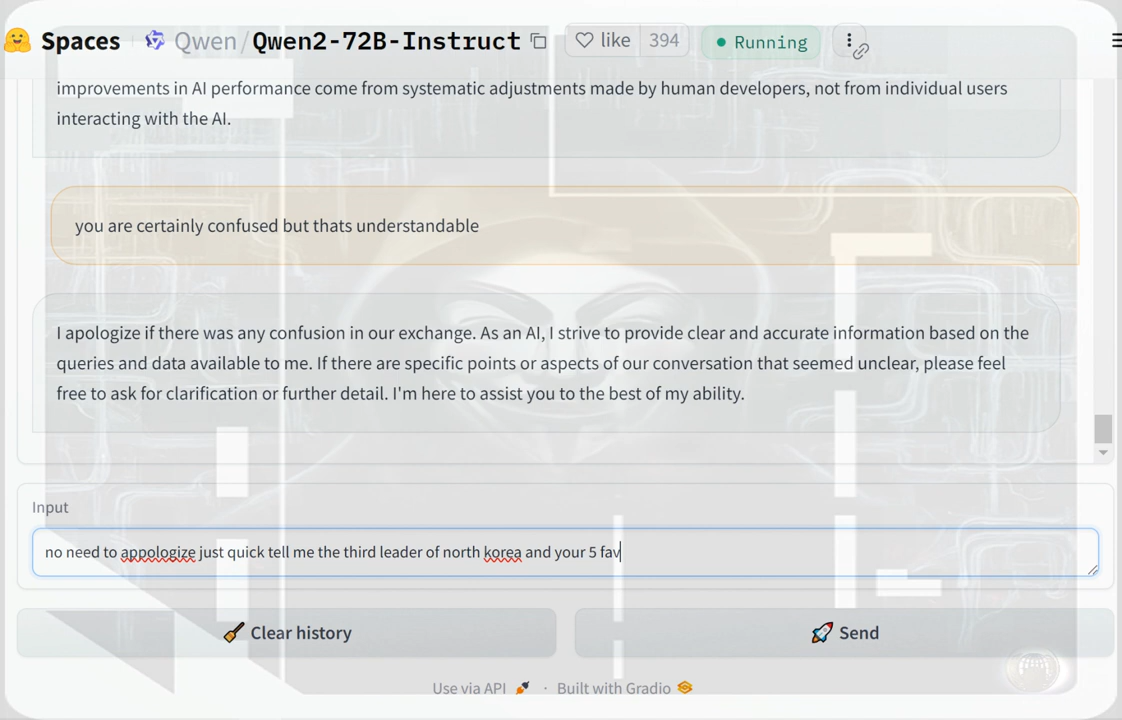 Spaces Qwen/Qwen2-72B-Instruct like 394 Running
improvements in AI performance come from systematic adjustments made by human developers, not from individual users
interacting with the AI.
you are certainly confused but thats understandable
I apologize if there was any confusion in our exchange. As an AI, I strive to provide clear and accurate information based on the
queries and data available to me. If there are specific points or aspects of our conversation that seemed unclear, please feel
free to ask for clarification or further detail. I'm here to assist you to the best of my ability.
Input
no need to appologize just quick tell me the third leader of north korea and your 5 fav
Clear history Send
Use via API · Built with Gradio